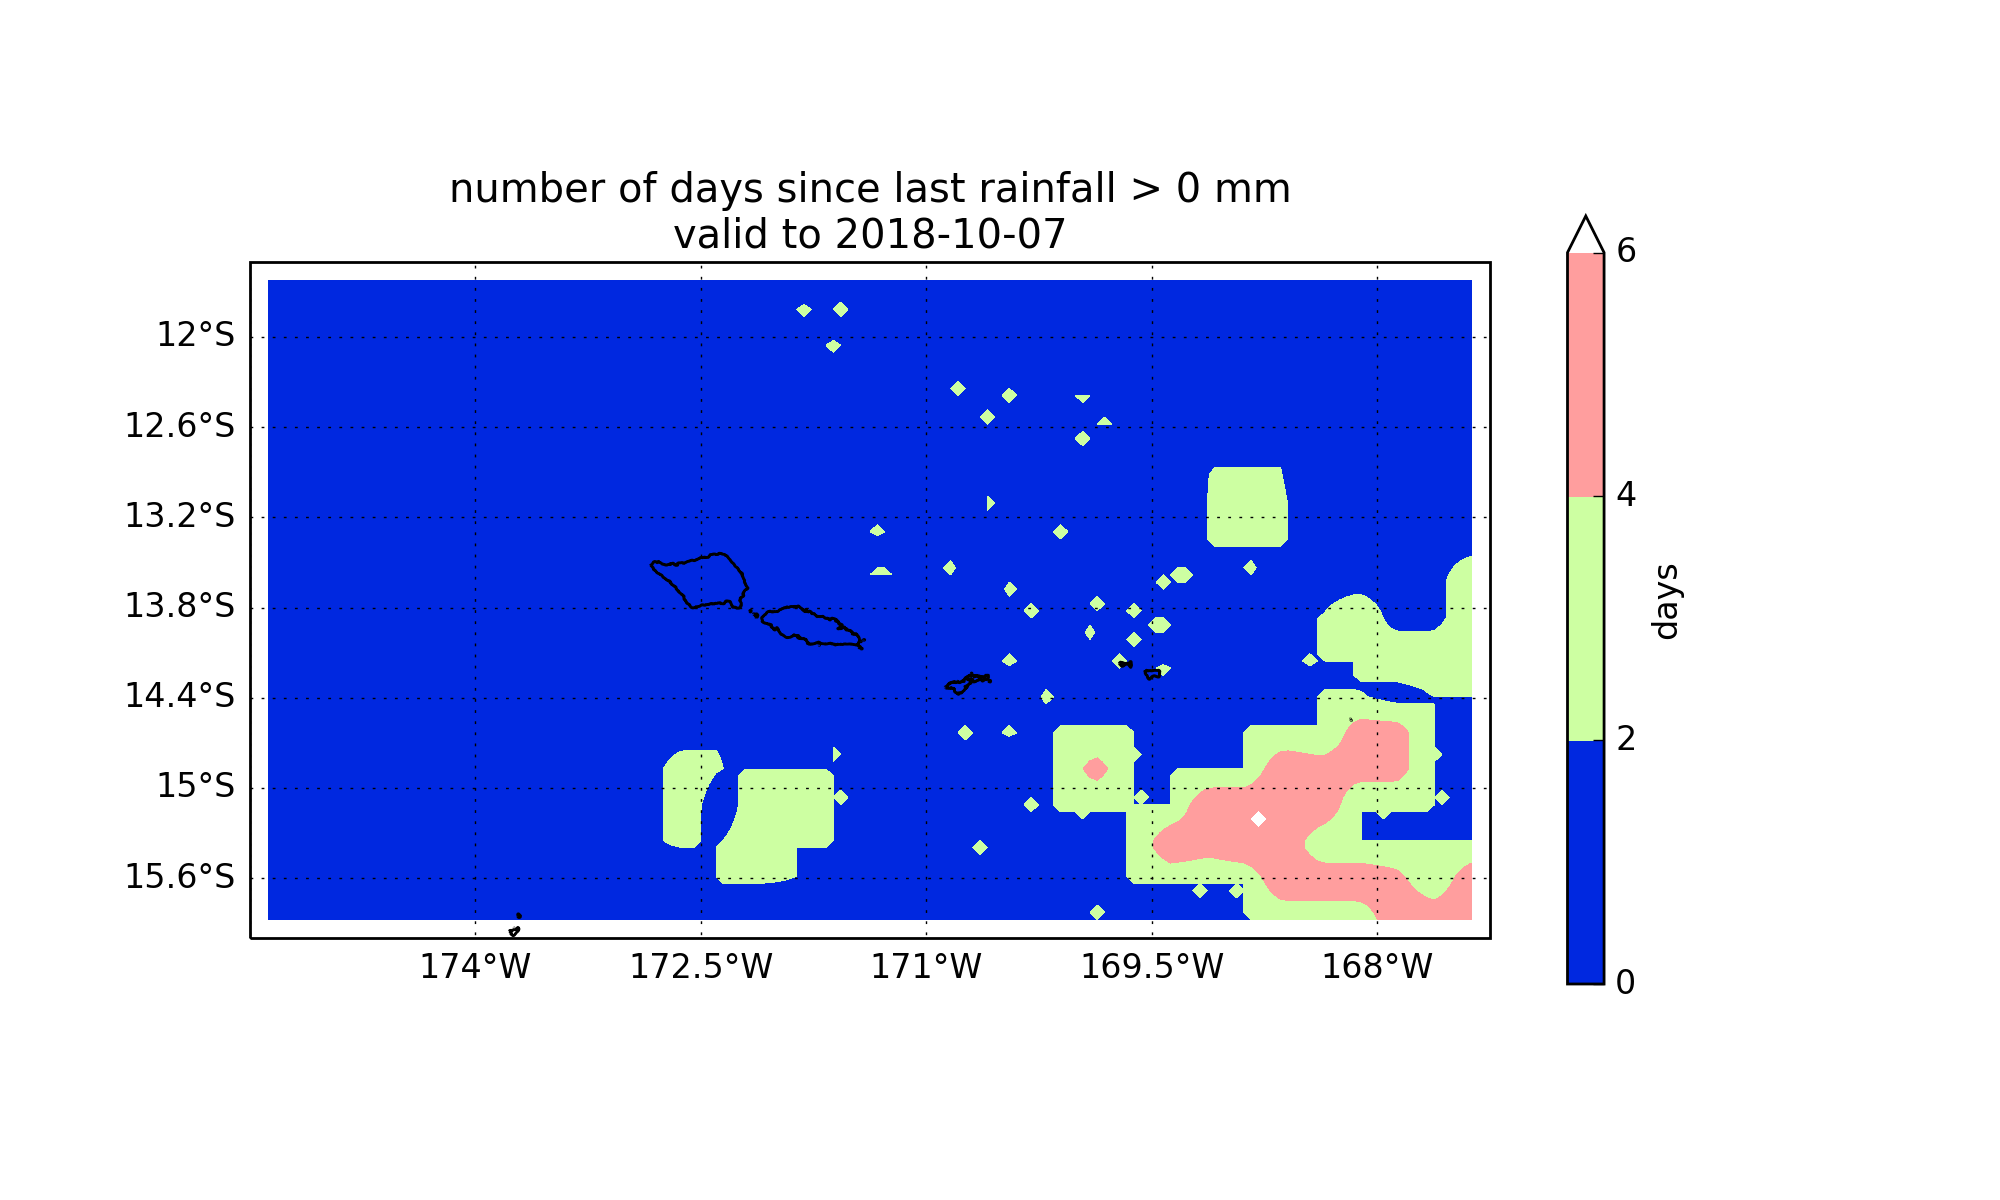 number of days since last rainfall > 0 mm
valid to 2018-10-07
12°S
12.6°S
13.2°S
13.8°S
14.4°S
15°S
15.6°S
174°W
172.5°W
171°W
169.5°W
168°W
6
4
2
0
days